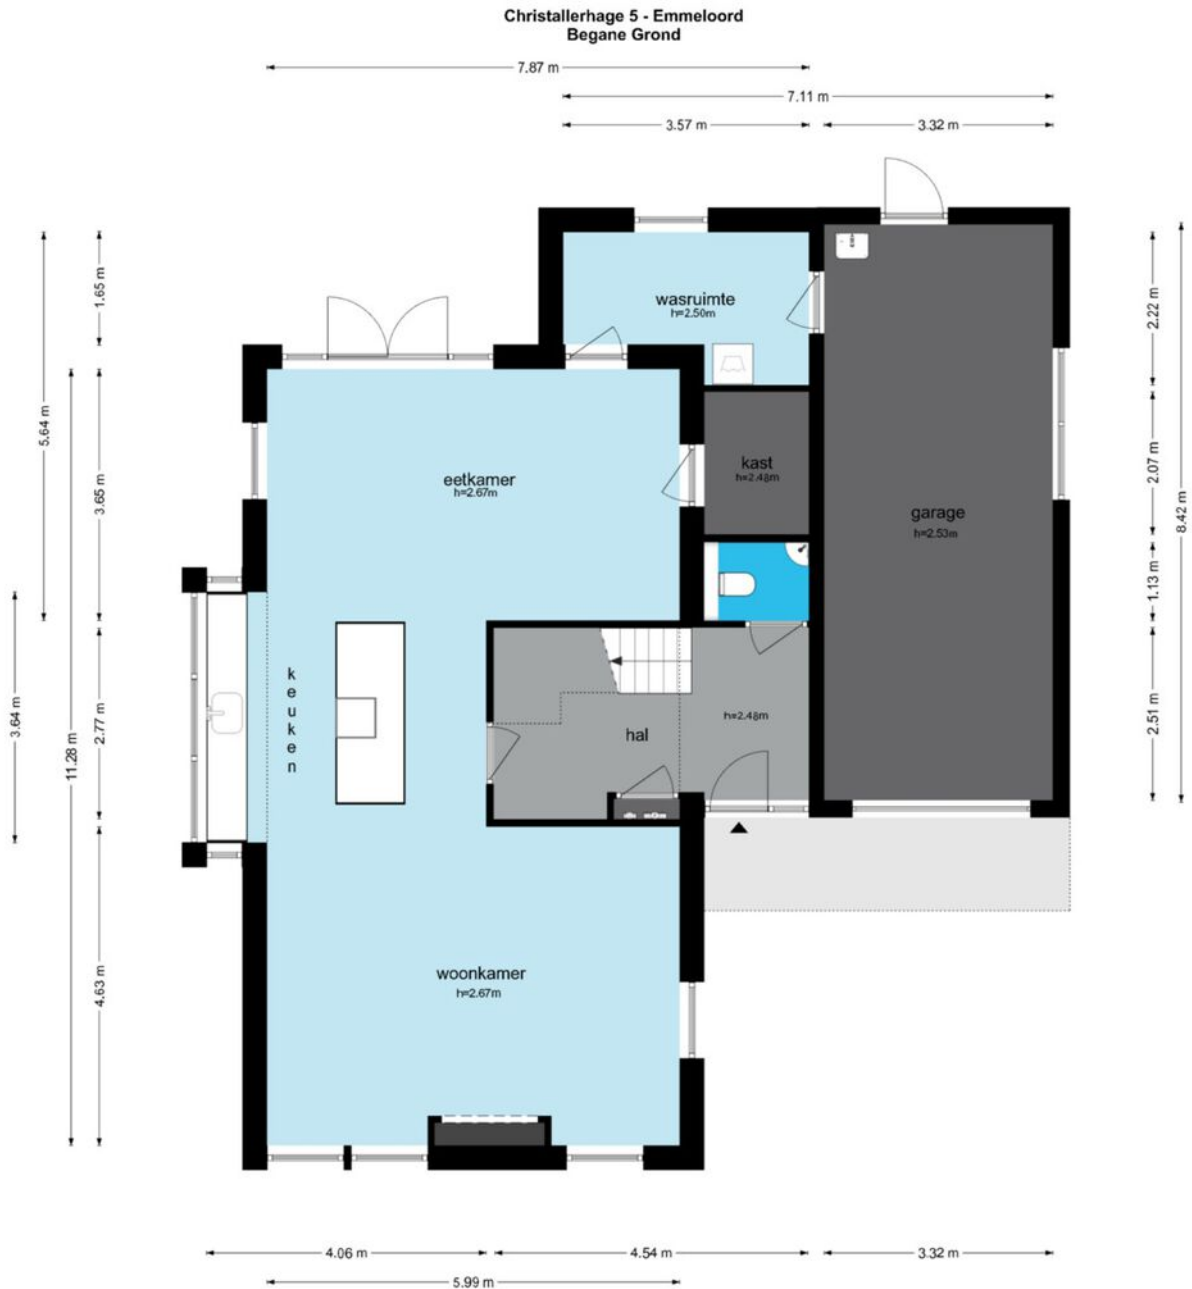 Christallerhage 5 - Emmeloord
Begane Grond
7.87 m
7.11 m
3.57 m
3.32 m
5.64 m
1.65 m
11.28 m
3.65 m
2.77 m
4.63 m
3.64 m
wasruimte
h=2.50m
eetkamer
h=2.67m
kast
h=2.48m
garage
h=2.53m
keuken
hal
h=2.48m
woonkamer
h=2.67m
2.22 m
2.07 m
1.13 m
2.51 m
8.42 m
4.06 m
4.54 m
3.32 m
5.99 m